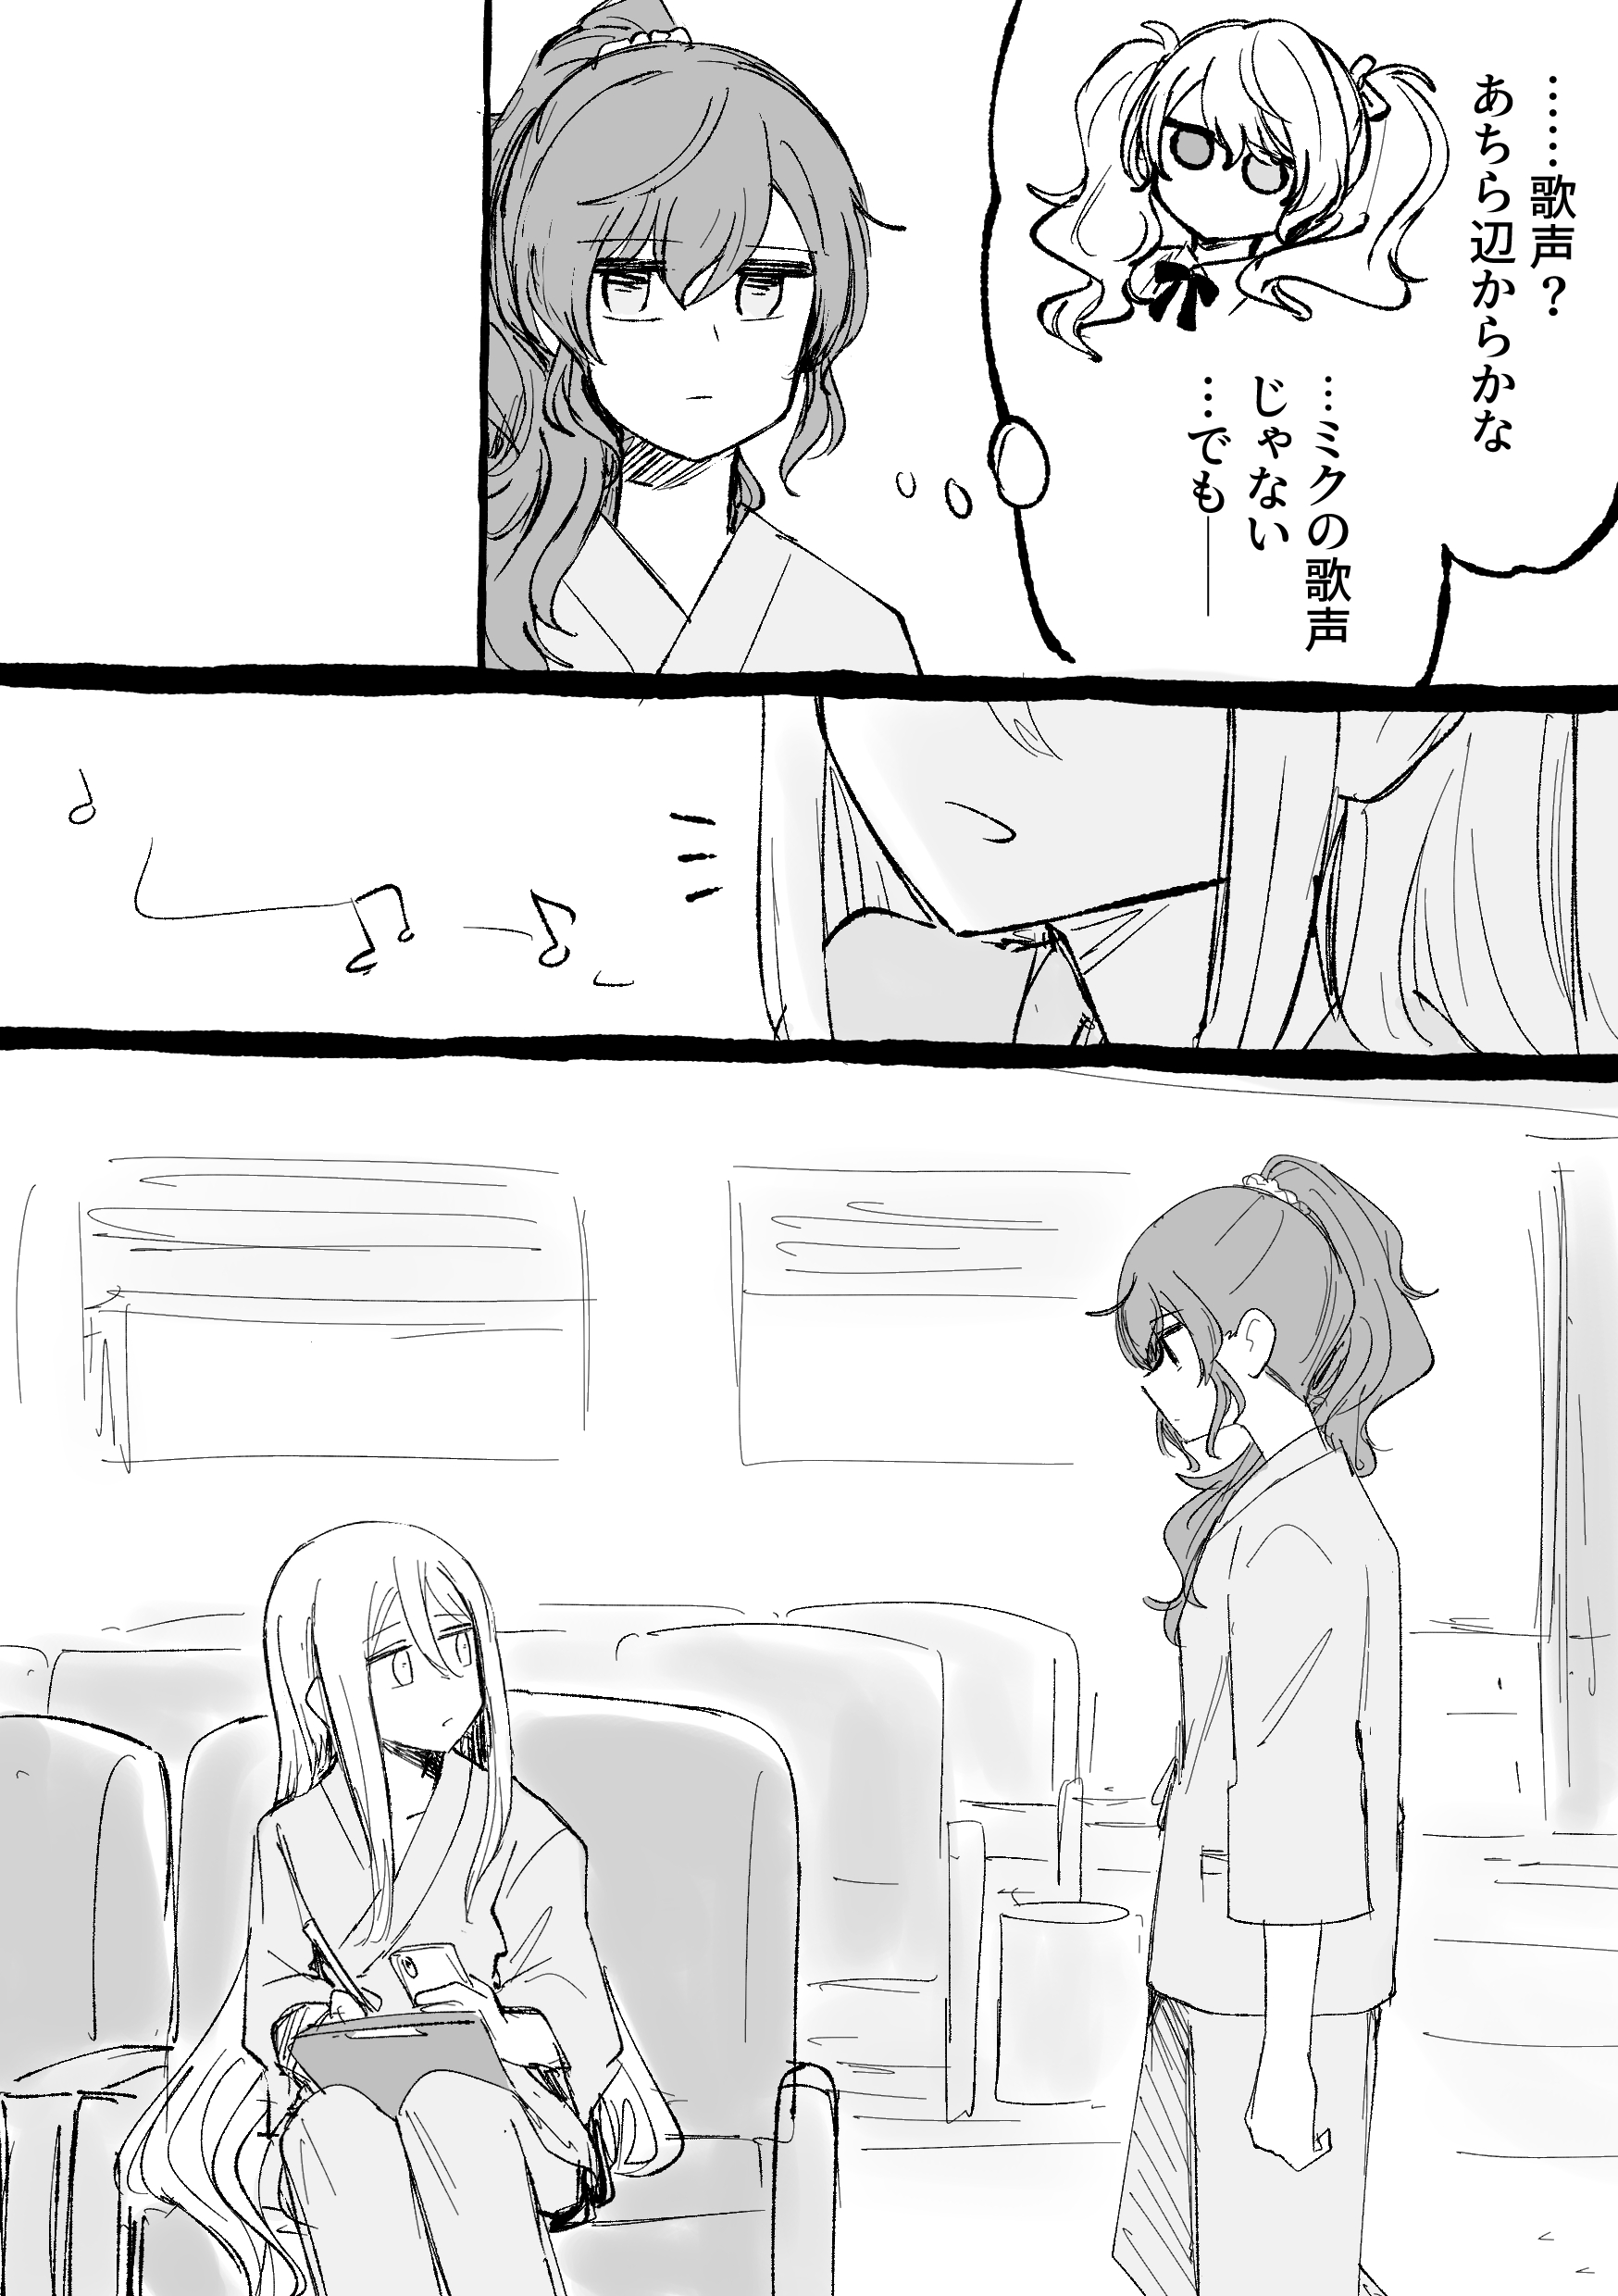 ……歌声？
あちら辺からかな
…ミクの歌声
じゃない
…でも──